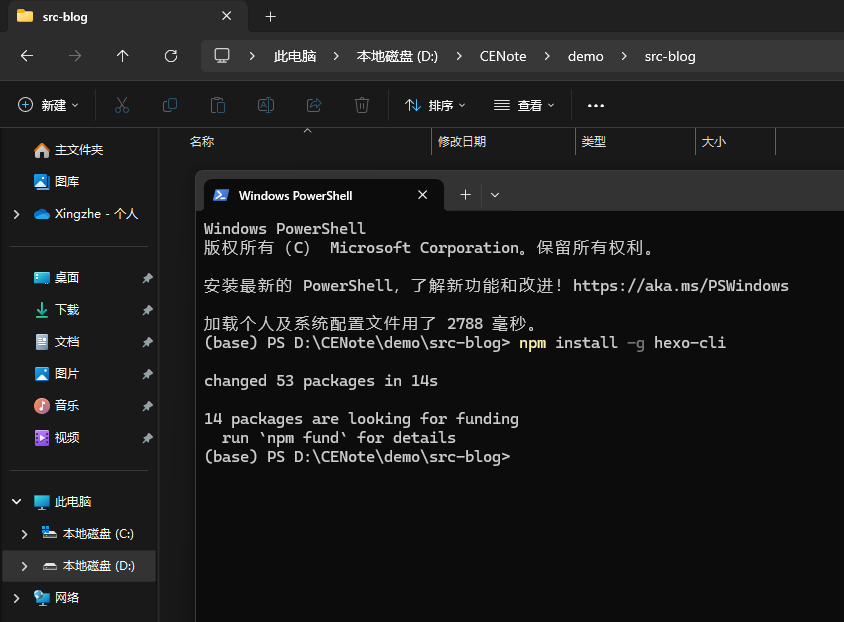 src-blog
此电脑 > 本地磁盘 (D:) > CENote > demo > src-blog
新建 排序 查看
名称 修改日期 类型 大小
主文件夹
图库
Xingzhe - 个人
桌面
下载
文档
图片
音乐
视频
此电脑
本地磁盘 (C:)
本地磁盘 (D:)
网络
Windows PowerShell
Windows PowerShell
版权所有（C） Microsoft Corporation。保留所有权利。
安装最新的 PowerShell，了解新功能和改进！https://aka.ms/PSWindows
加载个人及系统配置文件用了 2788 毫秒。
(base) PS D:\CENote\demo\src-blog> npm install -g hexo-cli
changed 53 packages in 14s
14 packages are looking for funding
run `npm fund` for details
(base) PS D:\CENote\demo\src-blog>